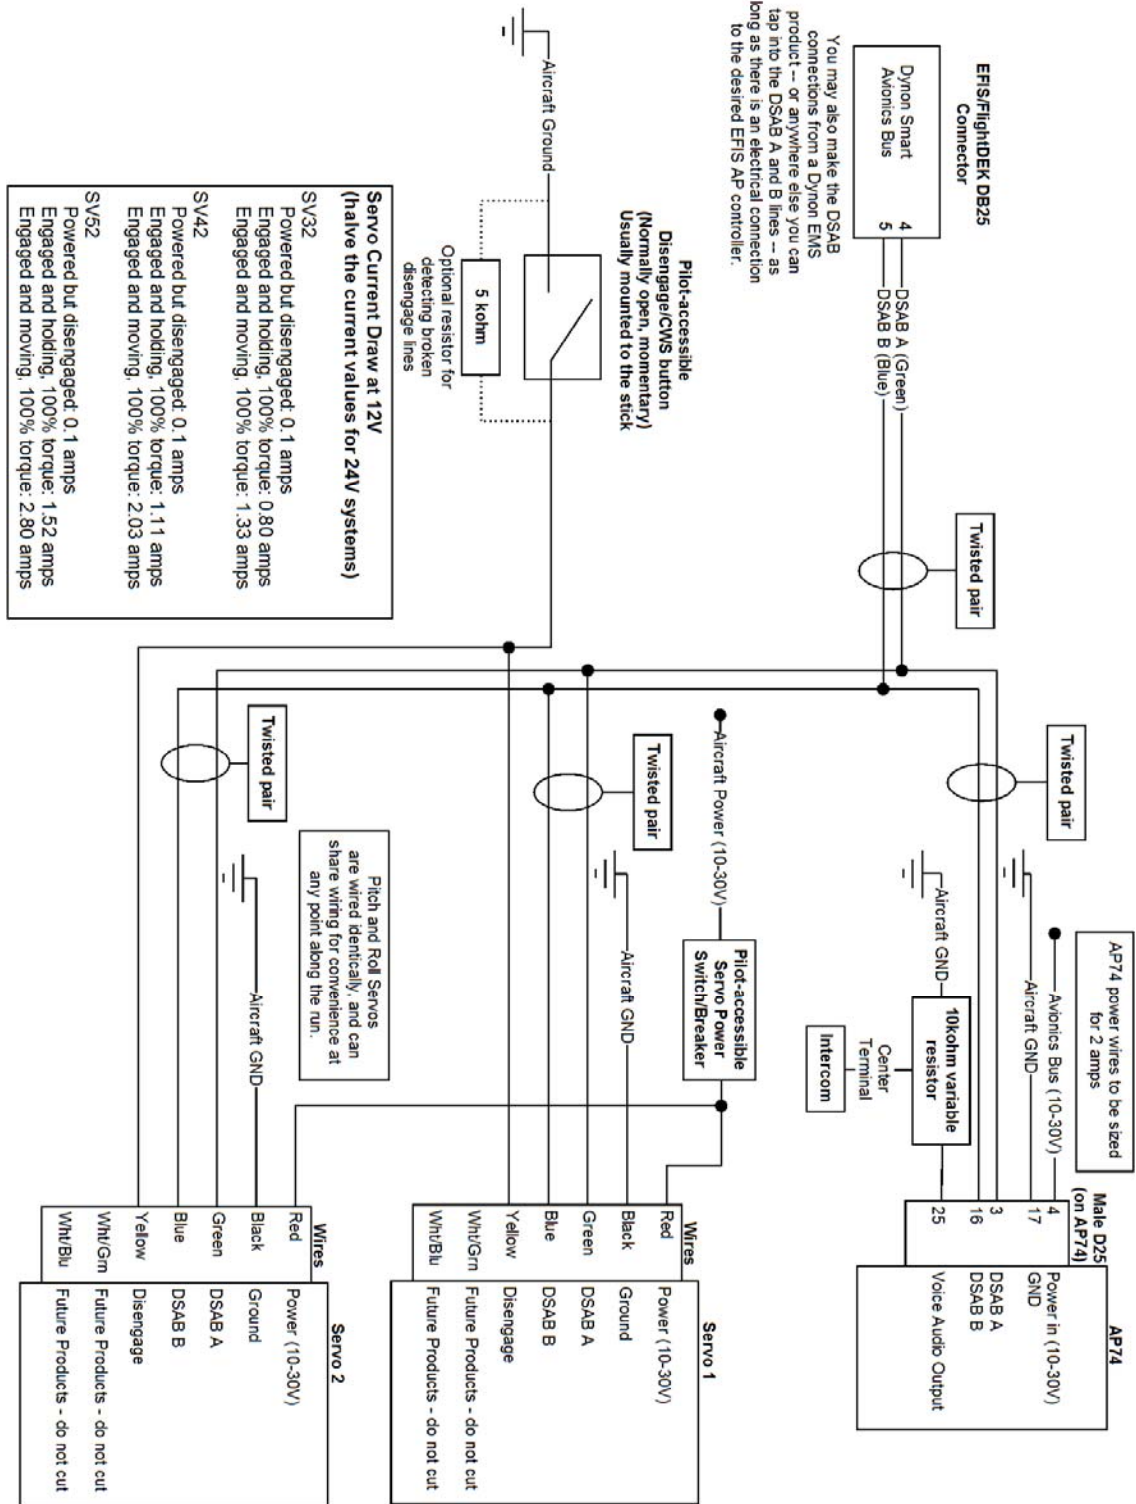 EFIS/FlightDEK DB25
Connector
Dynon Smart
Avionics Bus
4
5
DSAB A (Green)
DSAB B (Blue)
You may also make the DSAB
connections from a Dynon EMS
product -- or anywhere else you can
tap into the DSAB A and B lines -- as
long as there is an electrical connection
to the desired EFIS AP controller.
Twisted pair
Twisted pair
AP74 power wires to be sized
for 2 amps
Avionics Bus (10-30V)
Aircraft GND
Aircraft GND
10kohm variable
resistor
Center
Terminal
Intercom
Male D25
(on AP74)
4
17
3
16
25
AP74
Power in (10-30V)
GND
DSAB A
DSAB B
Voice Audio Output
Pilot-accessible
Disengage/CWS button
(Normally open, momentary)
Usually mounted to the stick
Aircraft Ground
5 kohm
Optional resistor for
detecting broken
disengage lines
Aircraft Power (10-30V)
Pilot-accessible
Servo Power
Switch/Breaker
Twisted pair
Aircraft GND
Wires
Red
Black
Green
Blue
Yellow
Wht/Grn
Wht/Blu
Servo 1
Power (10-30V)
Ground
DSAB A
DSAB B
Disengage
Future Products - do not cut
Future Products - do not cut
Servo Current Draw at 12V
(halve the current values for 24V systems)
SV32
Powered but disengaged: 0.1 amps
Engaged and holding, 100% torque: 0.80 amps
Engaged and moving, 100% torque: 1.33 amps
SV42
Powered but disengaged: 0.1 amps
Engaged and holding, 100% torque: 1.11 amps
Engaged and moving, 100% torque: 2.03 amps
SV52
Powered but disengaged: 0.1 amps
Engaged and holding, 100% torque: 1.52 amps
Engaged and moving, 100% torque: 2.80 amps
Pitch and Roll Servos
are wired identically, and can
share wiring for convenience at
any point along the run.
Twisted pair
Aircraft GND
Wires
Red
Black
Green
Blue
Yellow
Wht/Grn
Wht/Blu
Servo 2
Power (10-30V)
Ground
DSAB A
DSAB B
Disengage
Future Products - do not cut
Future Products - do not cut